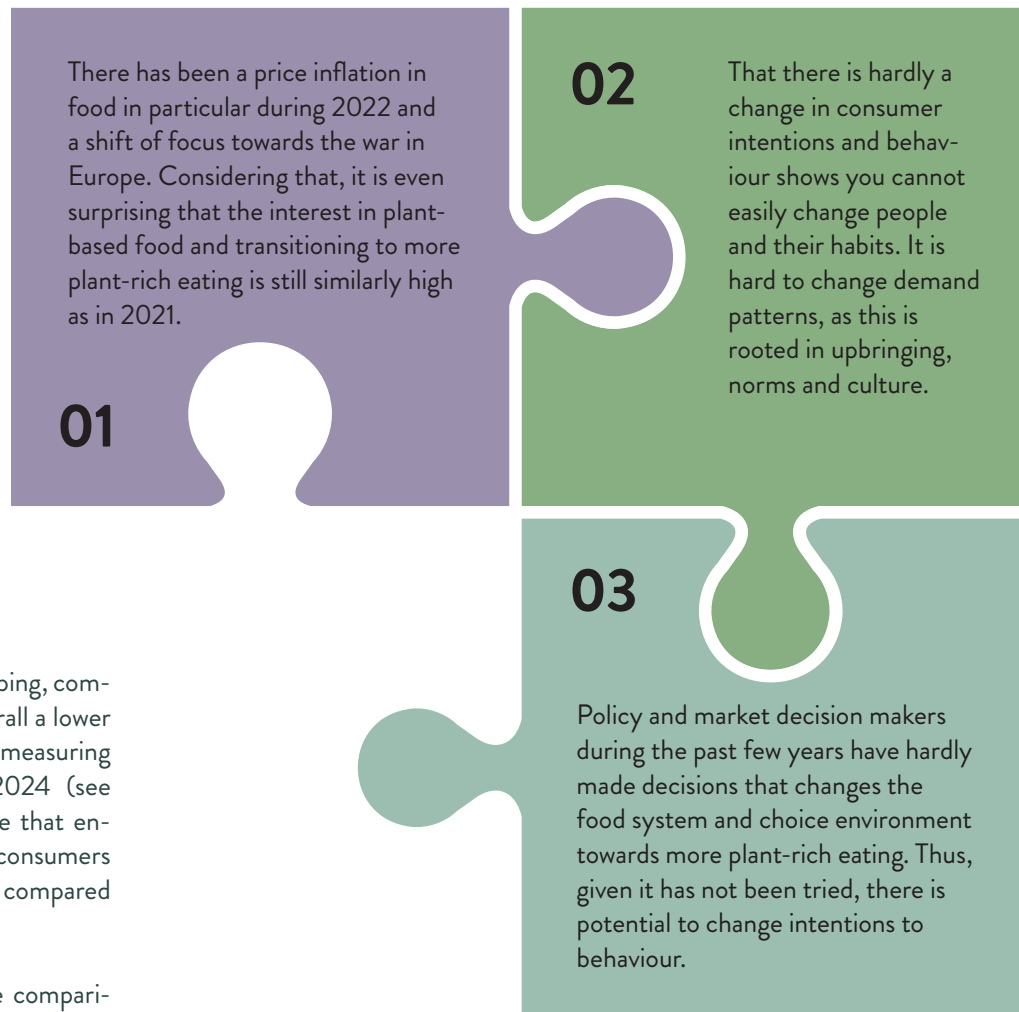 There has been a price inflation in
food in particular during 2022 and
a shift of focus towards the war in
Europe. Considering that, it is even
surprising that the interest in plant-
based food and transitioning to more
plant-rich eating is still similarly high
as in 2021.
01
02
That there is hardly a
change in consumer
intentions and behav-
iour shows you cannot
easily change people
and their habits. It is
hard to change demand
patterns, as this is
rooted in upbringing,
norms and culture.
03
Policy and market decision makers
during the past few years have hardly
made decisions that changes the
food system and choice environment
towards more plant-rich eating. Thus,
given it has not been tried, there is
potential to change intentions to
behaviour.
com-
a lower
measuring
2024 (see
that en-
consumers
compared
compari-